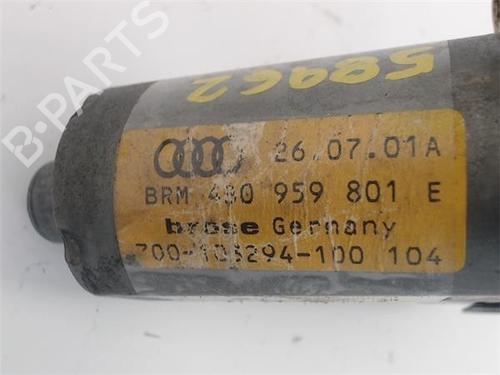 58962
26.07.01A
BRM 4B0 959 801 E
brose Germany
700-105294-100 104
B-PARTS